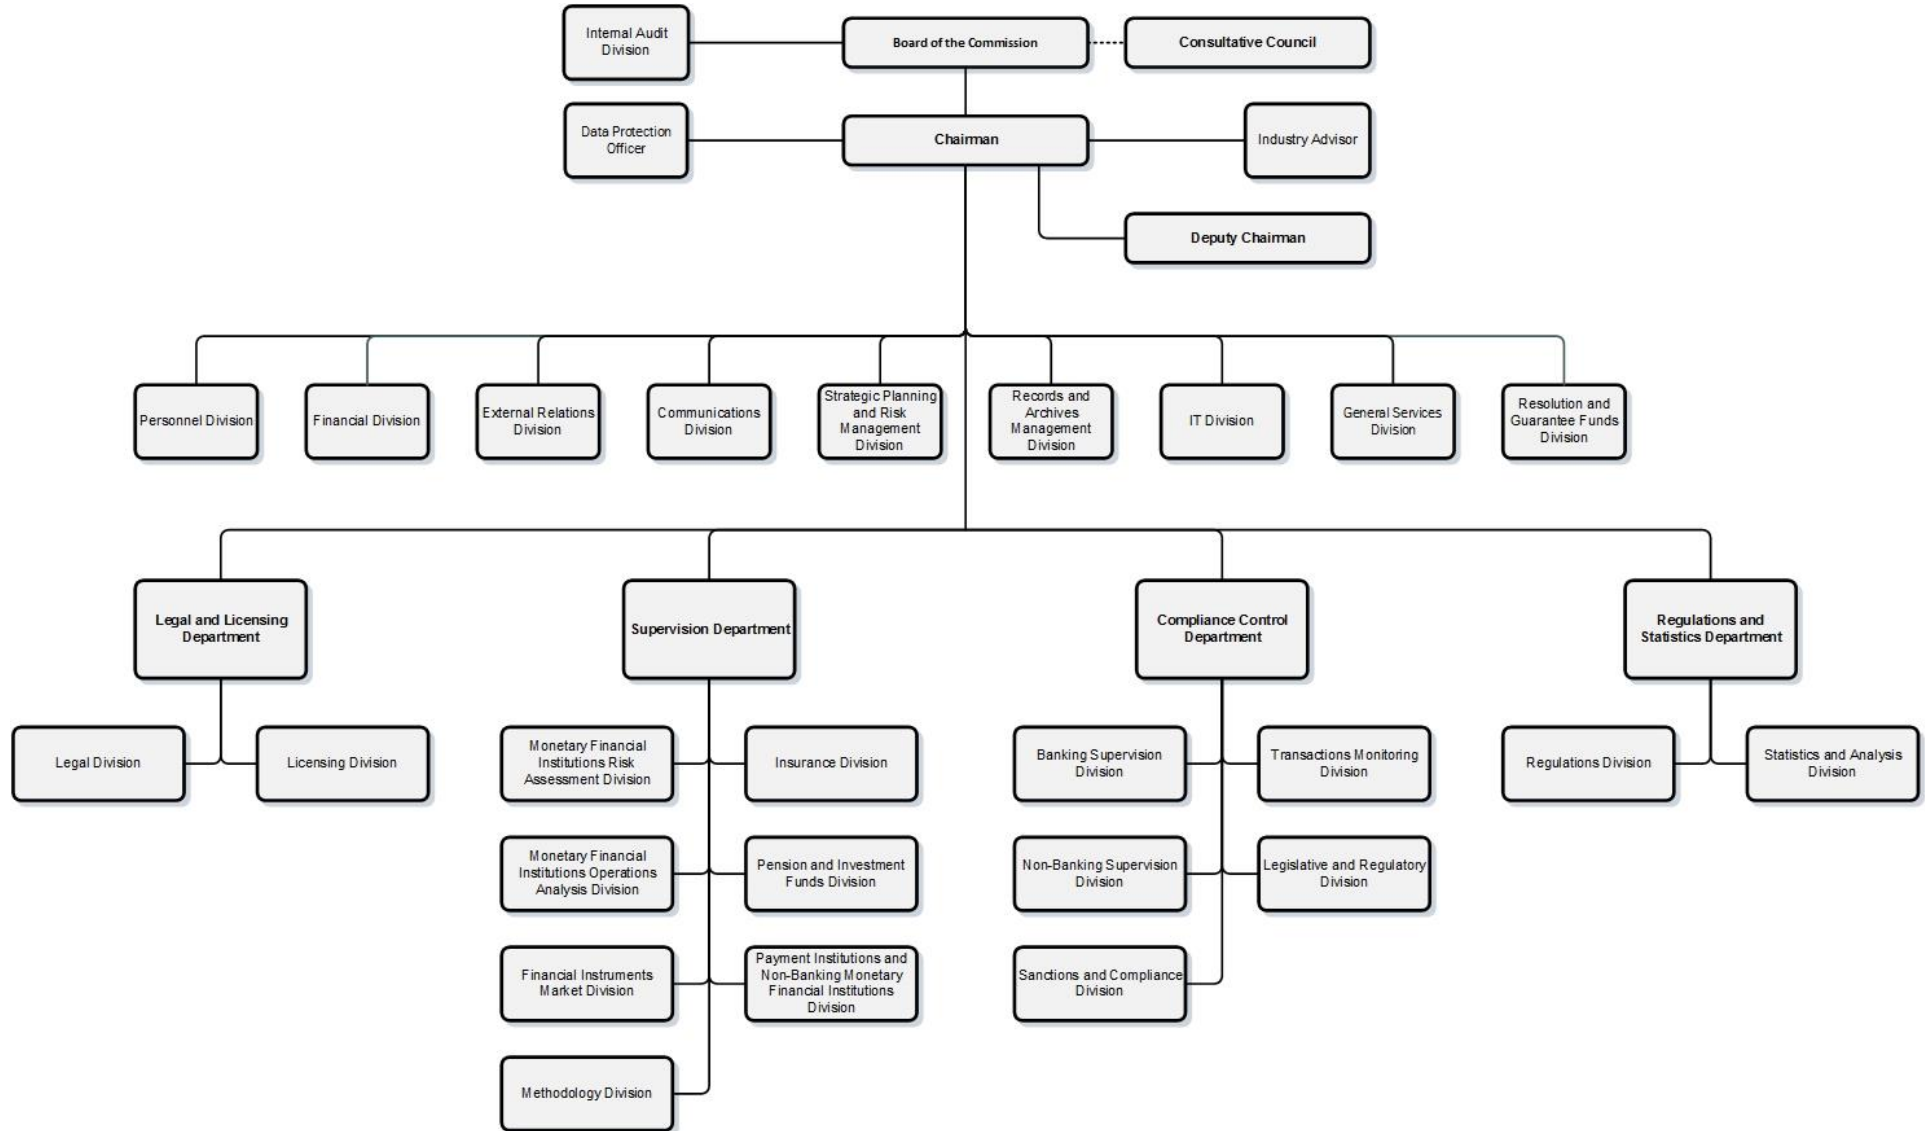 Internal Audit
Division
Board of the Commission
Consultative Council
Data Protection
Officer
Chairman
Industry Advisor
Deputy Chairman
Personnel Division
Financial Division
External Relations
Division
Communications
Division
Strategic Planning
and Risk
Management
Division
Records and
Archives
Management
Division
IT Division
General Services
Division
Resolution and
Guarantee Funds
Division
Legal and Licensing
Department
Supervision Department
Compliance Control
Department
Regulations and
Statistics Department
Legal Division
Licensing Division
Monetary Financial
Institutions Risk
Assessment Division
Insurance Division
Banking Supervision
Division
Transactions Monitoring
Division
Regulations Division
Statistics and Analysis
Division
Monetary Financial
Institutions Operations
Analysis Division
Pension and Investment
Funds Division
Non-Banking Supervision
Division
Legislative and Regulatory
Division
Financial Instruments
Market Division
Payment Institutions and
Non-Banking Monetary
Financial Institutions
Division
Sanctions and Compliance
Division
Methodology Division